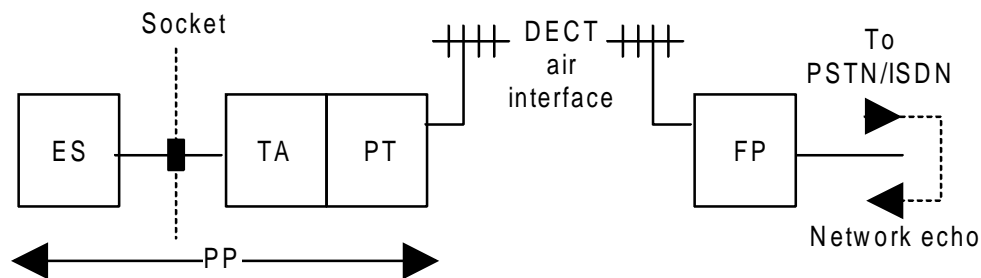 Socket
DECT
air
interface
To
PSTN/ISDN
ES
TA
PT
FP
PP
Network echo